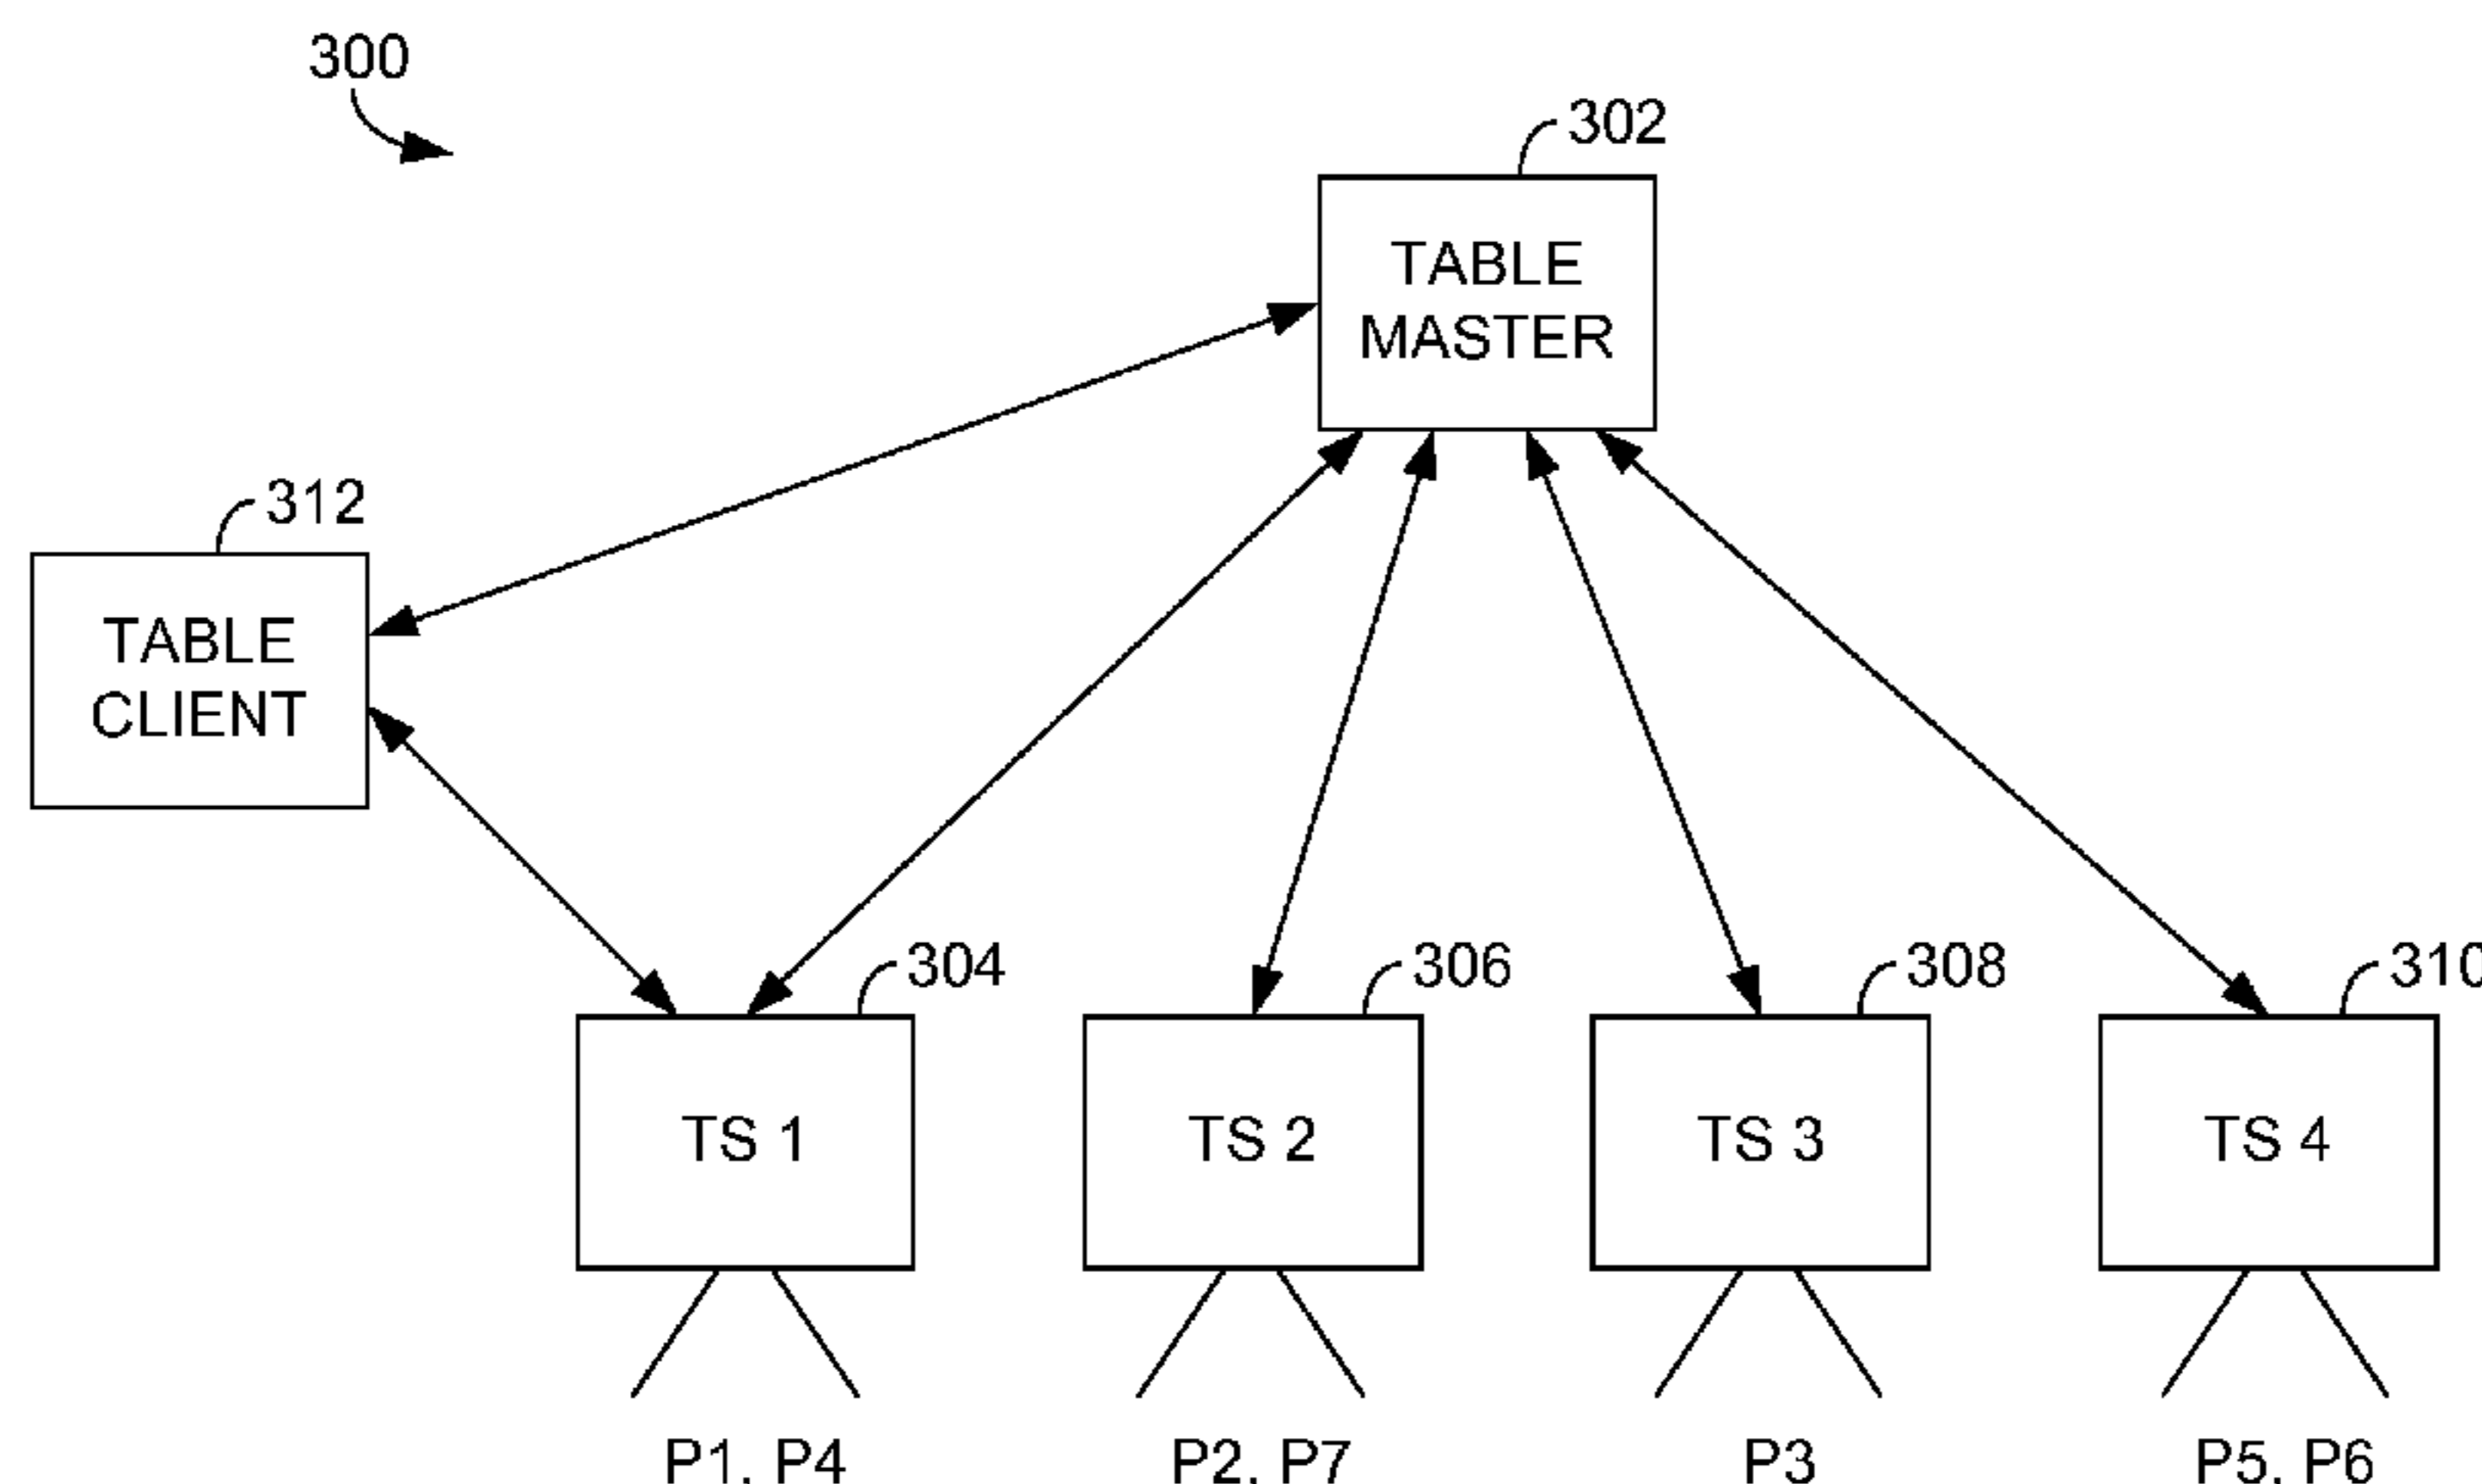 300
302
TABLE
MASTER
312
TABLE
CLIENT
304
306
308
310
TS 1
TS 2
TS 3
TS 4
P1, P4
P2, P7
P3
P5, P6